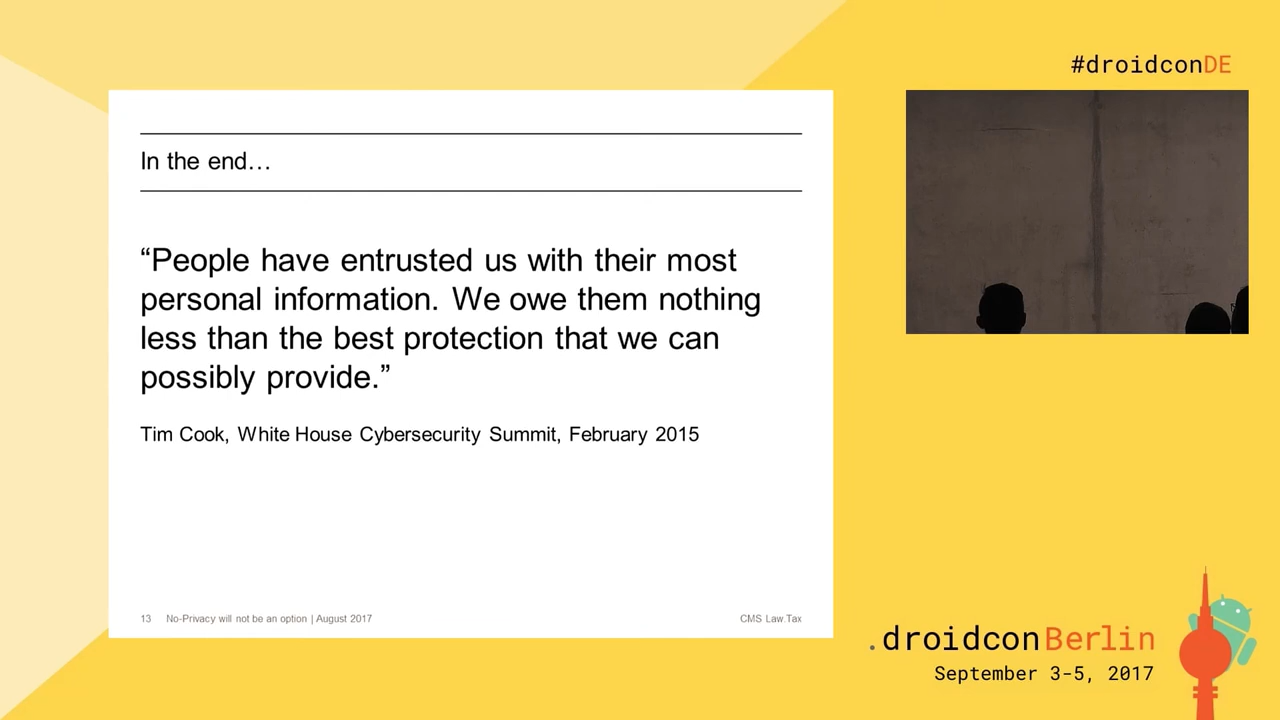 #droidconDE
In the end…
“People have entrusted us with their most
personal information. We owe them nothing
less than the best protection that we can
possibly provide.”
Tim Cook, White House Cybersecurity Summit, February 2015
13 No-Privacy will not be an option | August 2017
CMS Law.Tax
.droidconBerlin
September 3-5, 2017